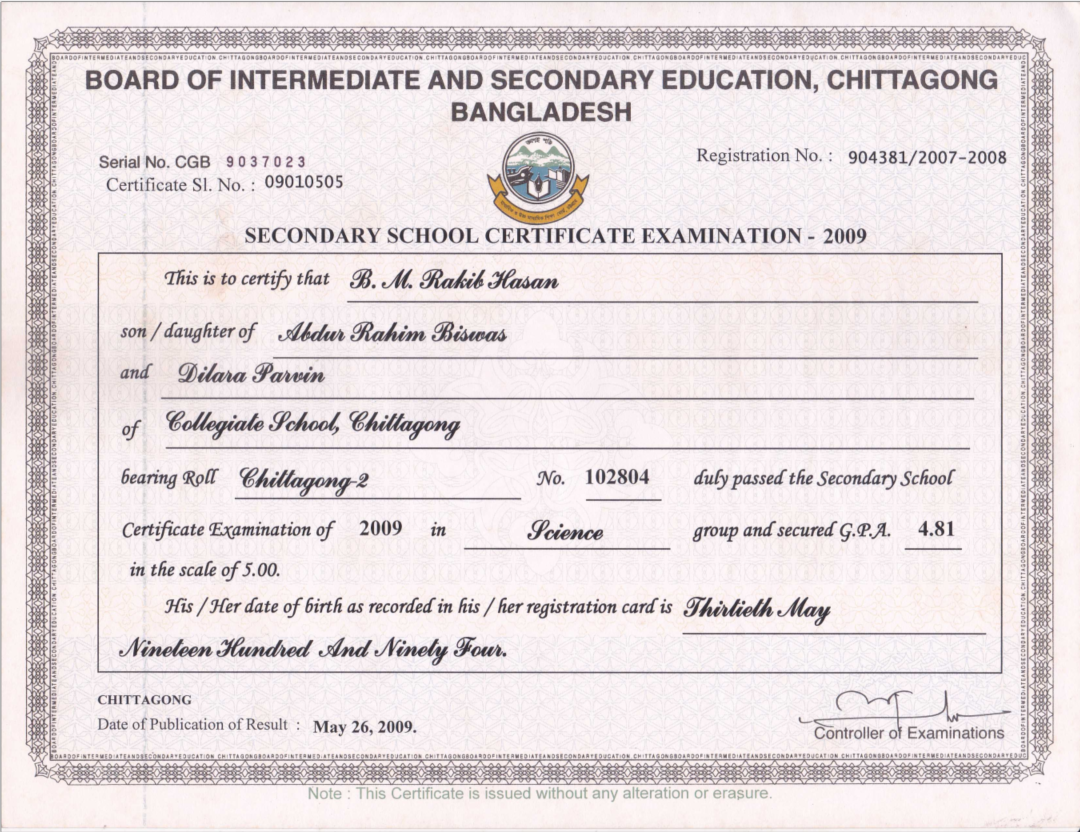 BOARD OF INTERMEDIATE AND SECONDARY EDUCATION, CHITTAGONG
BANGLADESH
Serial No. CGB 9037023
Registration No. : 904381/2007-2008
Certificate Sl. No. : 09010505
SECONDARY SCHOOL CERTIFICATE EXAMINATION - 2009
This is to certify that B. M. Rakib Hasan
son / daughter of Abdur Rahim Biswas
and Dilara Parvin
of Collegiate School, Chittagong
bearing Roll Chittagong-2 No. 102804 duly passed the Secondary School
Certificate Examination of 2009 in Science group and secured G.P.A. 4.81
in the scale of 5.00.
His / Her date of birth as recorded in his / her registration card is Thirtieth May
Nineteen Hundred And Ninety Four.
CHITTAGONG
Date of Publication of Result : May 26, 2009.
Controller of Examinations
Note : This Certificate is issued without any alteration or erasure.